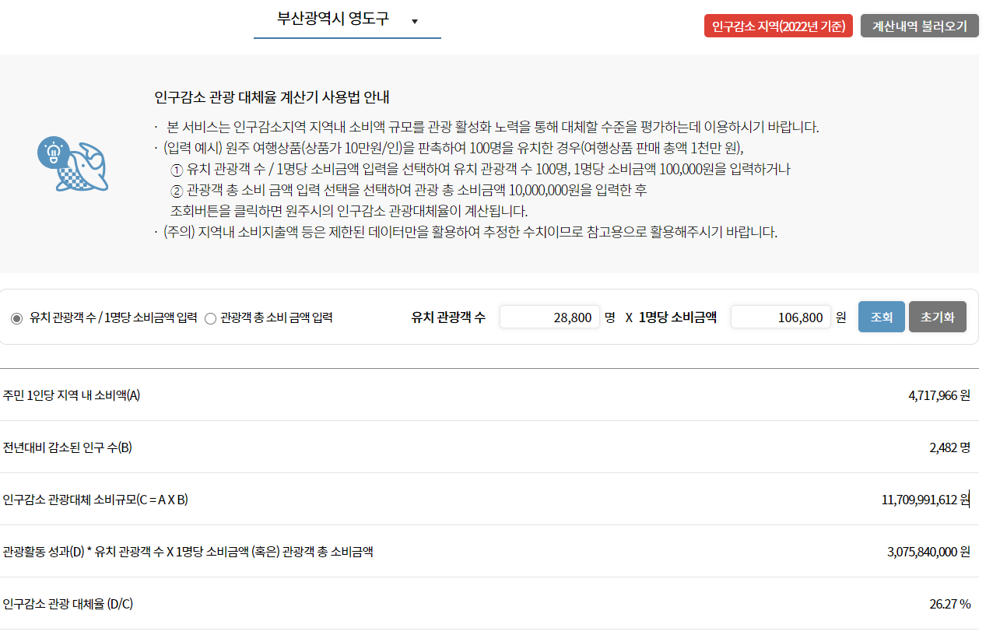 부산광역시 영도구
인구감소 지역(2022년 기준) 계산내역 불러오기
인구감소 관광 대체율 계산기 사용법 안내
· 본 서비스는 인구감소지역 지역내 소비액 규모를 관광 활성화 노력을 통해 대체할 수준을 평가하는데 이용하시기 바랍니다.
· (입력 예시) 원주 여행상품(상품가 10만원/인)을 판촉하여 100명을 유치한 경우(여행상품 판매 총액 1천만 원),
① 유치 관광객 수 / 1명당 소비금액 입력을 선택하여 유치 관광객 수 100명, 1명당 소비금액 100,000원을 입력하거나
② 관광객 총 소비 금액 입력 선택을 선택하여 관광 총 소비금액 10,000,000원을 입력한 후
조회버튼을 클릭하면 원주시의 인구감소 관광대체율이 계산됩니다.
· (주의) 지역내 소비지출액 등은 제한된 데이터만을 활용하여 추정한 수치이므로 참고용으로 활용해주시기 바랍니다.
유치 관광객 수 / 1명당 소비금액 입력 관광객 총 소비 금액 입력 유치 관광객 수 28,800 명 X 1명당 소비금액 106,800 원 조회 초기화
주민 1인당 지역 내 소비액(A) 4,717,966 원
전년대비 감소된 인구 수(B) 2,482 명
인구감소 관광대체 소비규모(C = A X B) 11,709,991,612 원
관광활동 성과(D) * 유치 관광객 수 X 1명당 소비금액 (혹은) 관광객 총 소비금액 3,075,840,000 원
인구감소 관광 대체율 (D/C) 26.27 %